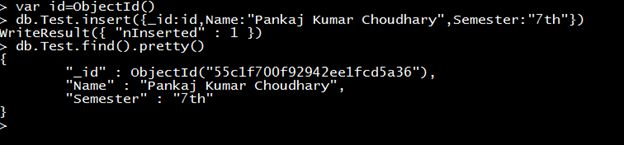 > var id=ObjectId()
> db.Test.insert({_id:id,Name:"Pankaj Kumar Choudhary",Semester:"7th"})
WriteResult({ "nInserted" : 1 })
> db.Test.find().pretty()
{
        "_id" : ObjectId("55c1f700f92942ee1fcd5a36"),
        "Name" : "Pankaj Kumar Choudhary",
        "Semester" : "7th"
}
>